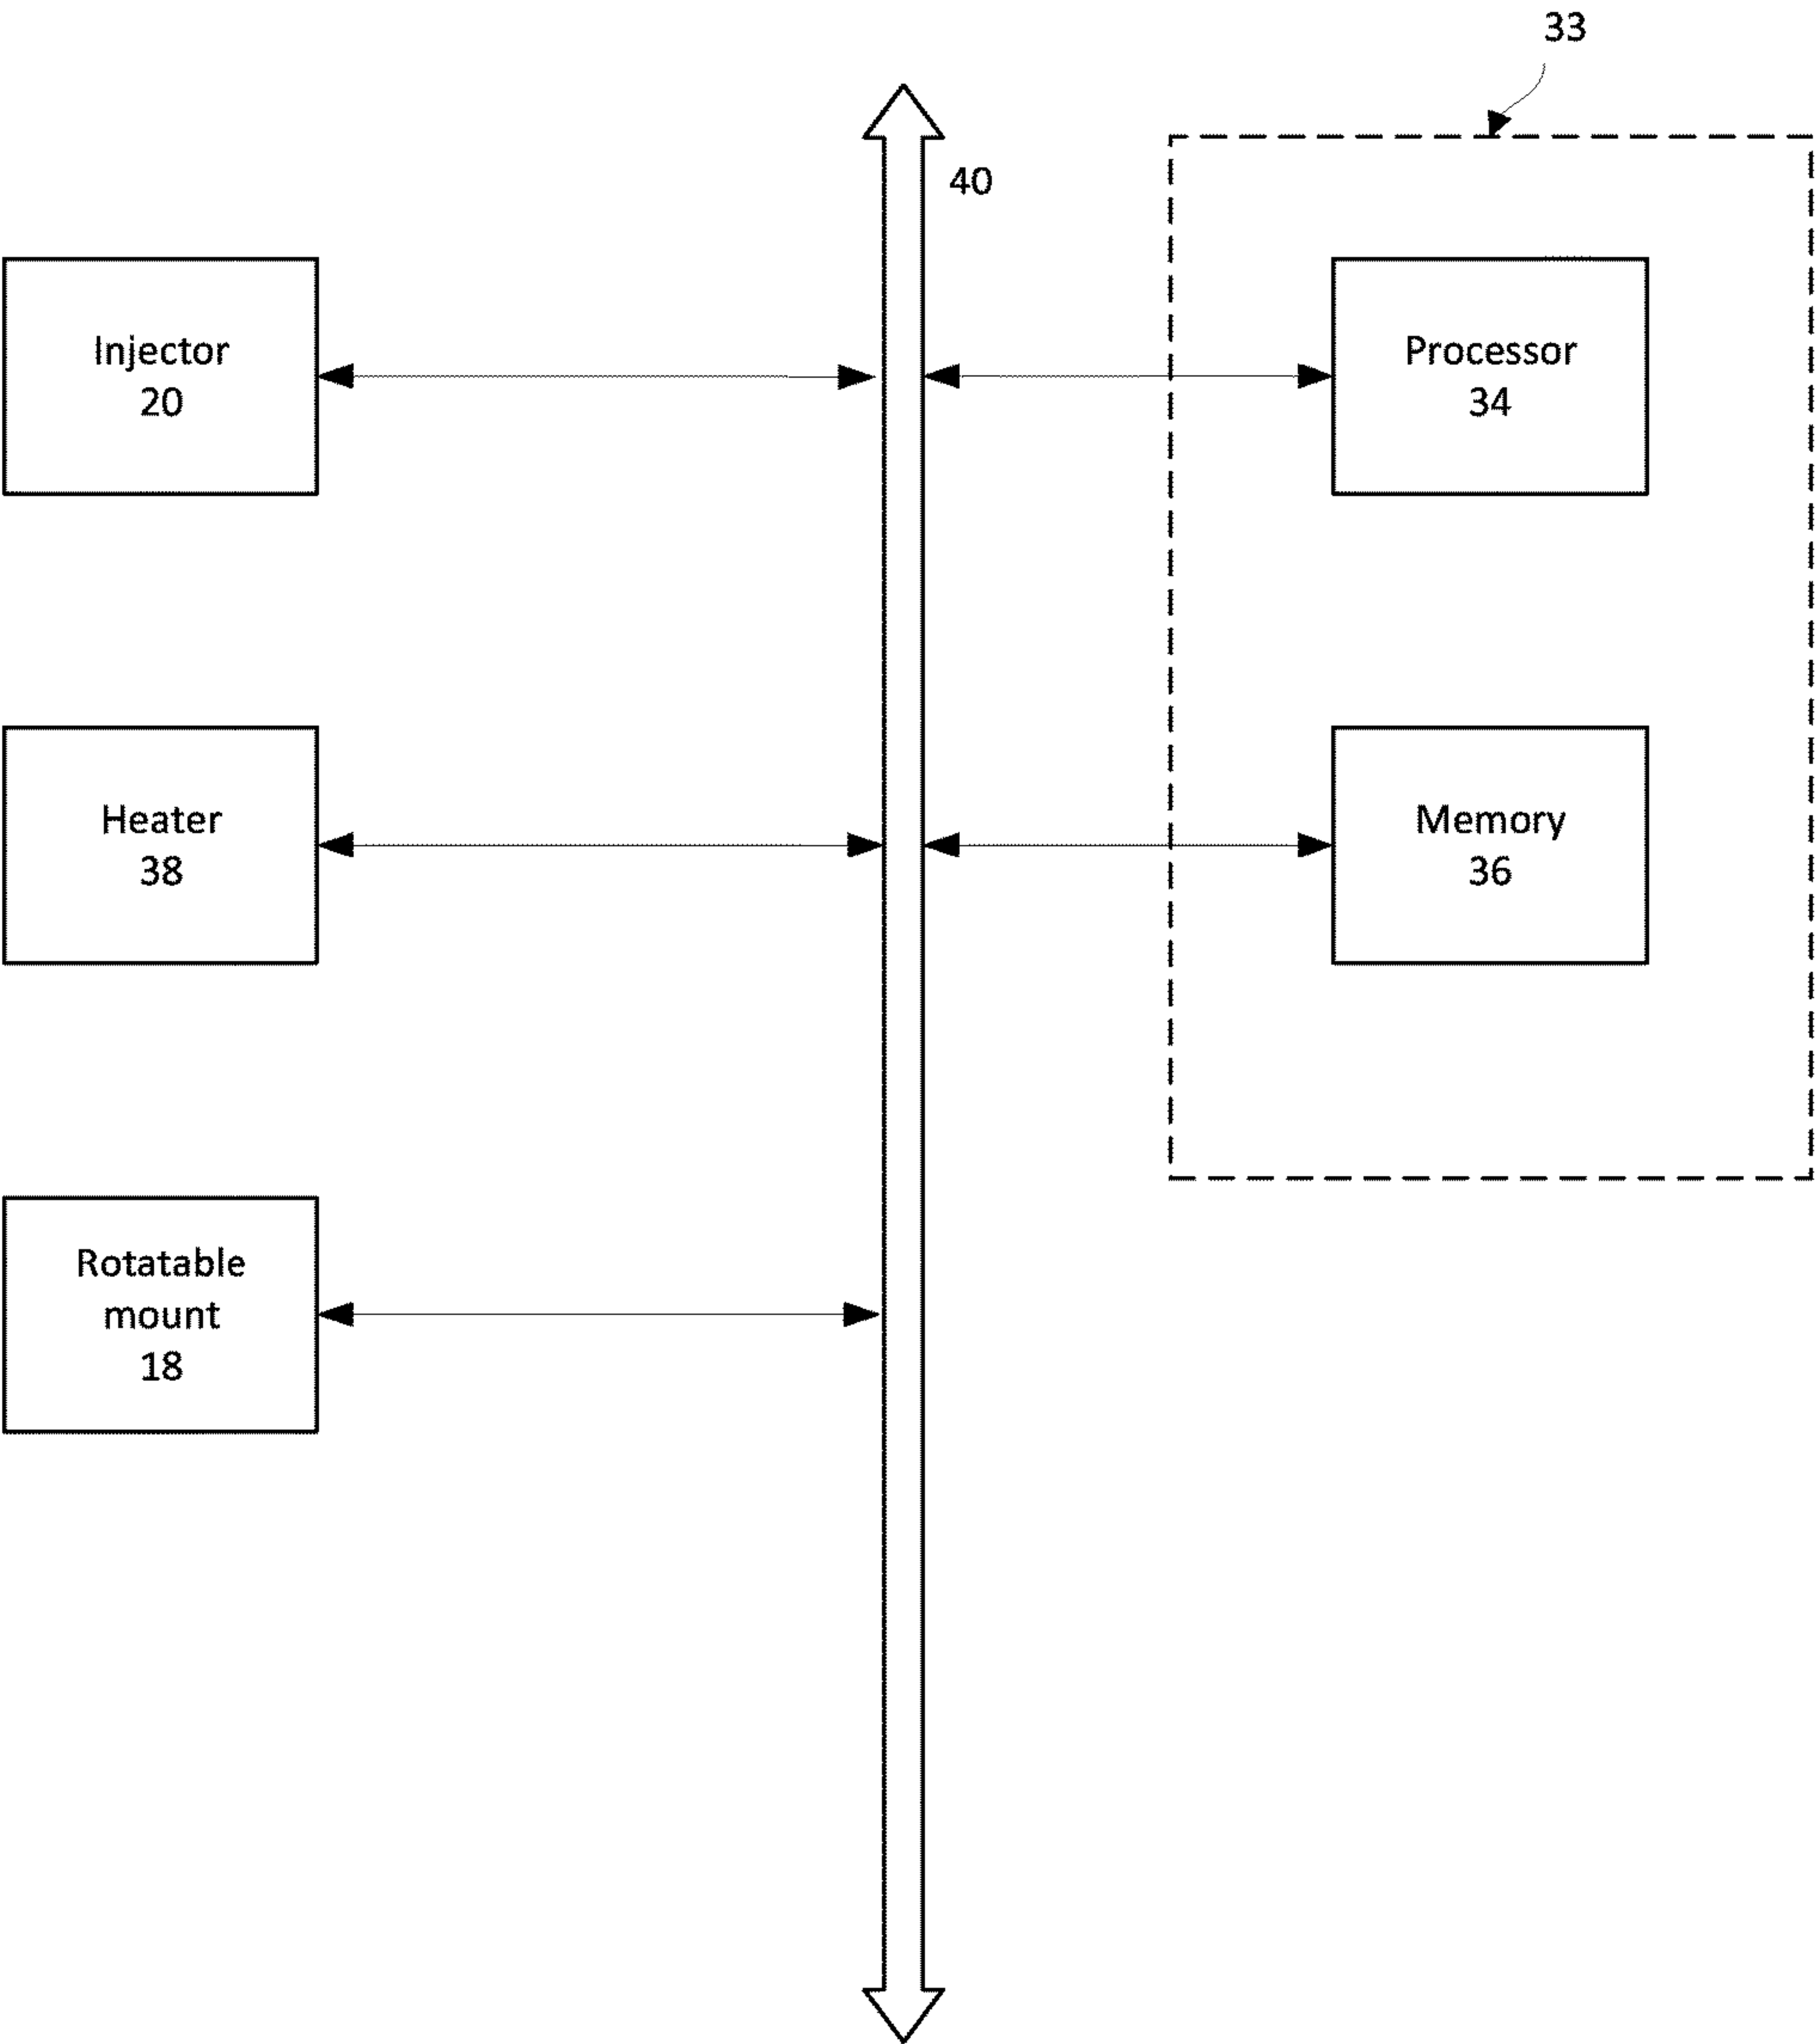 33
40
Injector
20
Processor
34
Heater
38
Memory
36
Rotatable
mount
18